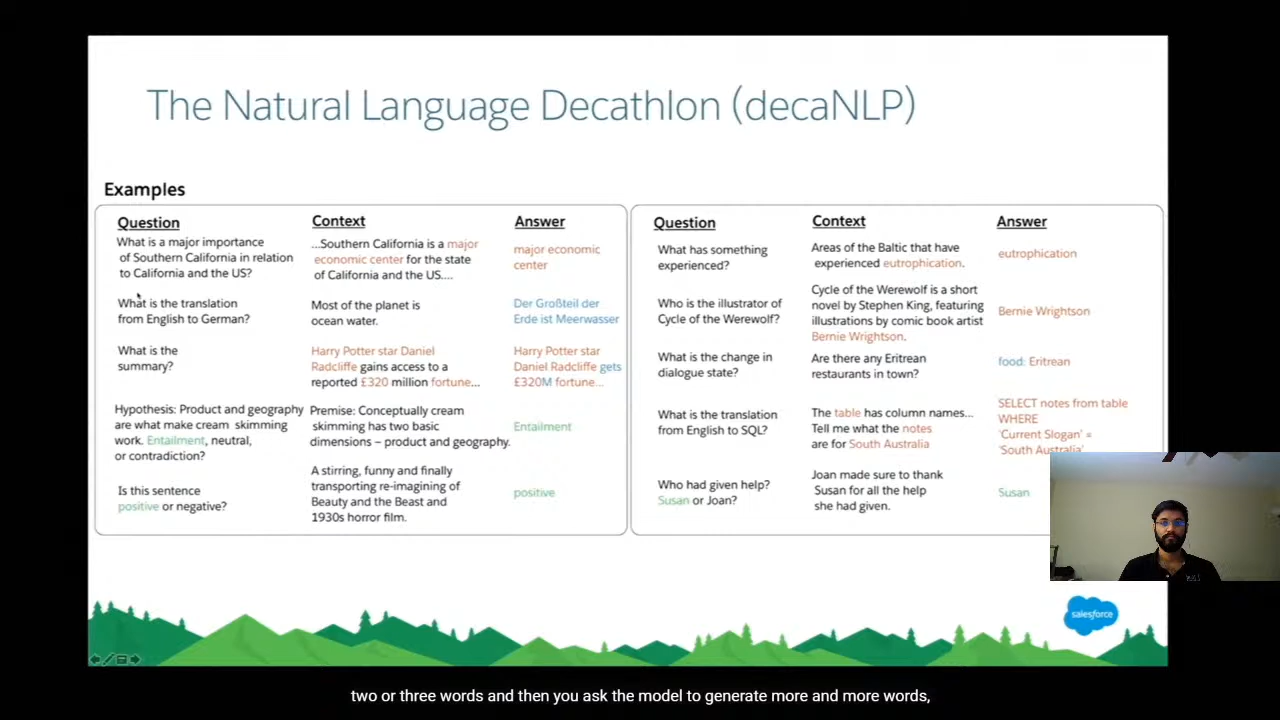 The Natural Language Decathlon (decaNLP)
Examples
Question
Context
Answer
What is a major importance
of Southern California in relation
to California and the US?
...Southern California is a major
economic center for the state
of California and the US....
major economic
center
What is the translation
from English to German?
Most of the planet is
ocean water.
Der Großteil der
Erde ist Meerwasser
What is the
summary?
Harry Potter star Daniel
Radcliffe gains access to a
reported £320 million fortune...
Harry Potter star
Daniel Radcliffe gets
£320M fortune...
Hypothesis: Product and geography
are what make cream skimming
work. Entailment, neutral,
or contradiction?
Premise: Conceptually cream
skimming has two basic
dimensions – product and geography.
Entailment
Is this sentence
positive or negative?
A stirring, funny and finally
transporting re-imagining of
Beauty and the Beast and
1930s horror film.
positive
Question
Context
Answer
What has something
experienced?
Areas of the Baltic that have
experienced eutrophication.
eutrophication
Who is the illustrator of
Cycle of the Werewolf?
Cycle of the Werewolf is a short
novel by Stephen King, featuring
illustrations by comic book artist
Bernie Wrightson.
Bernie Wrightson
What is the change in
dialogue state?
Are there any Eritrean
restaurants in town?
food: Eritrean
What is the translation
from English to SQL?
The table has column names...
Tell me what the notes
are for South Australia
SELECT notes from table
WHERE
'Current Slogan' =
'South Australia'
Who had given help?
Susan or Joan?
Joan made sure to thank
Susan for all the help
she had given.
Susan
salesforce
two or three words and then you ask the model to generate more and more words,